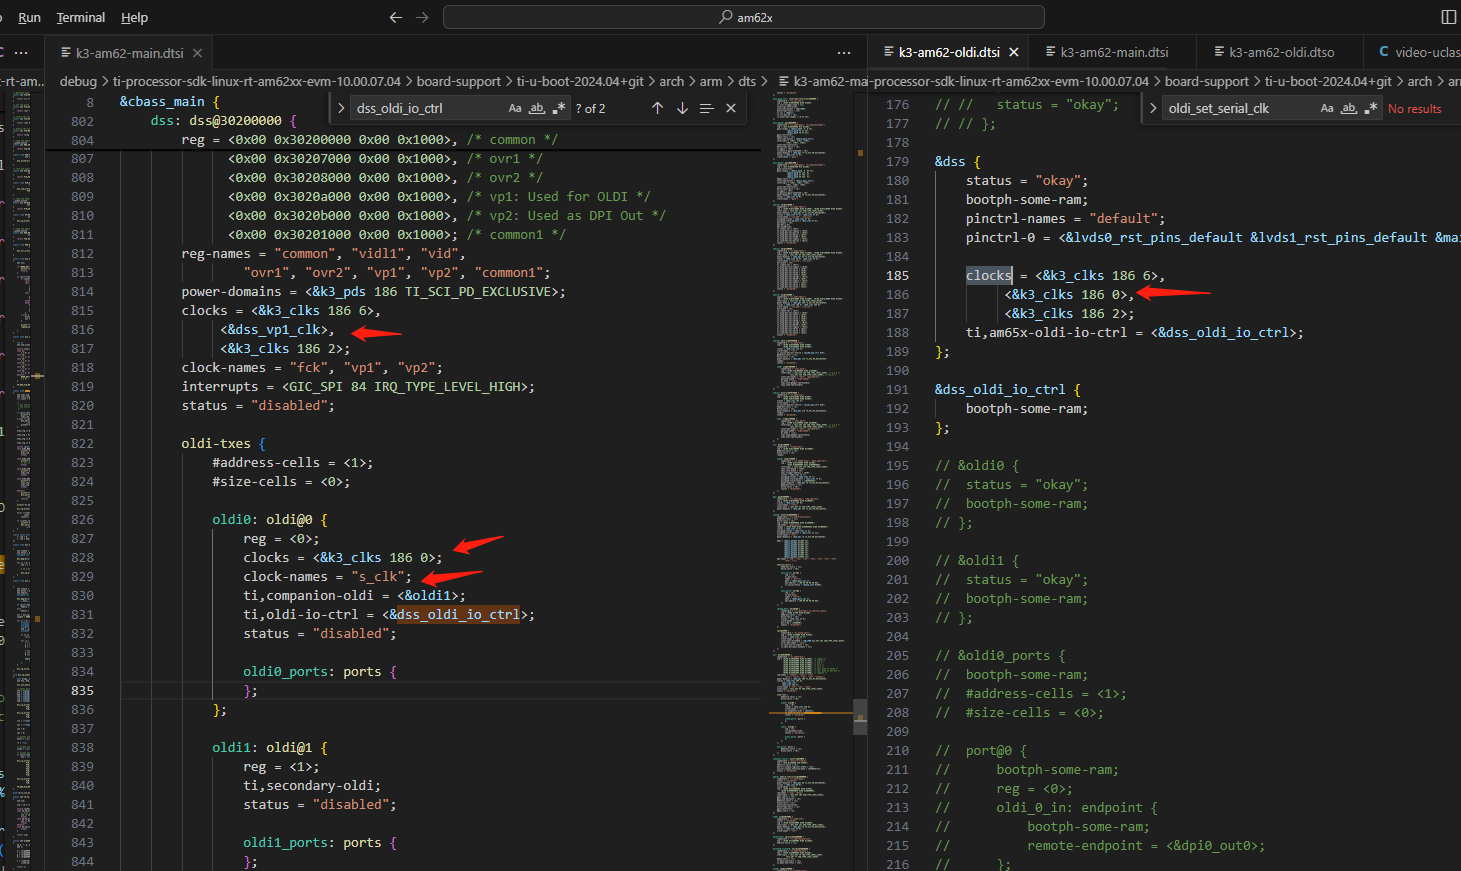 Run Terminal Help
am62x
k3-am62-main.dtsi
k3-am62-oldi.dtsi
k3-am62-main.dtsi
k3-am62-oldi.dtso
video-uclas
rt-am...
debug > ti-processor-sdk-linux-rt-am62xx-evm-10.00.07.04 > board-support > ti-u-boot-2024.04+git > arch > arm > dts > k3-am62-mai
-processor-sdk-linux-rt-am62xx-evm-10.00.07.04 > board-support > ti-u-boot-2024.04+git > arch > arm
dss_oldi_io_ctrl
Aa ab
? of 2
oldi_set_serial_clk
Aa ab
No results
8 &cbass_main {
802 dss: dss@30200000 {
804 reg = <0x00 0x30200000 0x00 0x1000>, /* common */
807 <0x00 0x30207000 0x00 0x1000>, /* ovr1 */
808 <0x00 0x30208000 0x00 0x1000>, /* ovr2 */
809 <0x00 0x3020a000 0x00 0x1000>, /* vp1: Used for OLDI */
810 <0x00 0x3020b000 0x00 0x1000>, /* vp2: Used as DPI Out */
811 <0x00 0x30201000 0x00 0x1000>; /* common1 */
812 reg-names = "common", "vidl1", "vid",
813 "ovr1", "ovr2", "vp1", "vp2", "common1";
814 power-domains = <&k3_pds 186 TI_SCI_PD_EXCLUSIVE>;
815 clocks = <&k3_clks 186 6>,
816 <&dss_vp1_clk>,
817 <&k3_clks 186 2>;
818 clock-names = "fck", "vp1", "vp2";
819 interrupts = <GIC_SPI 84 IRQ_TYPE_LEVEL_HIGH>;
820 status = "disabled";
821
822 oldi-txes {
823 #address-cells = <1>;
824 #size-cells = <0>;
825
826 oldi0: oldi@0 {
827 reg = <0>;
828 clocks = <&k3_clks 186 0>;
829 clock-names = "s_clk";
830 ti,companion-oldi = <&oldi1>;
831 ti,oldi-io-ctrl = <&dss_oldi_io_ctrl>;
832 status = "disabled";
833
834 oldi0_ports: ports {
835 };
836 };
837
838 oldi1: oldi@1 {
839 reg = <1>;
840 ti,secondary-oldi;
841 status = "disabled";
842
843 oldi1_ports: ports {
844 };
176 // // status = "okay";
177 // // };
178
179 &dss {
180 status = "okay";
181 bootph-some-ram;
182 pinctrl-names = "default";
183 pinctrl-0 = <&lvds0_rst_pins_default &lvds1_rst_pins_default &mai
185 clocks = <&k3_clks 186 6>,
186 <&k3_clks 186 0>,
187 <&k3_clks 186 2>;
188 ti,am65x-oldi-io-ctrl = <&dss_oldi_io_ctrl>;
189 };
190
191 &dss_oldi_io_ctrl {
192 bootph-some-ram;
193 };
194
195 // &oldi0 {
196 // status = "okay";
197 // bootph-some-ram;
198 // };
199
200 // &oldi1 {
201 // status = "okay";
202 // bootph-some-ram;
203 // };
204
205 // &oldi0_ports {
206 // bootph-some-ram;
207 // #address-cells = <1>;
208 // #size-cells = <0>;
209
210 // port@0 {
211 // bootph-some-ram;
212 // reg = <0>;
213 // oldi_0_in: endpoint {
214 // bootph-some-ram;
215 // remote-endpoint = <&dpi0_out0>;
216 // };